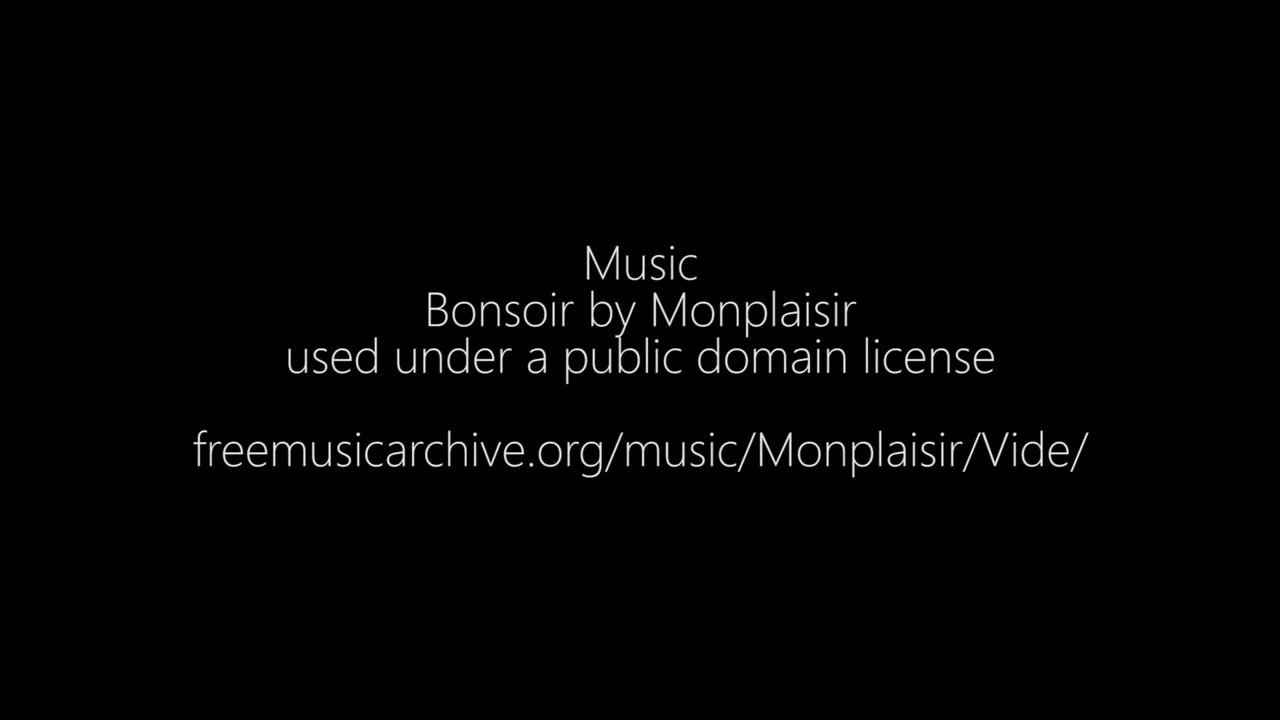 Music
Bonsoir by Monplaisir
used under a public domain license
freemusicarchive.org/music/Monplaisir/Vide/